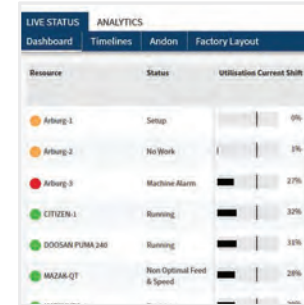 LIVE STATUS ANALYTICS
Dashboard Timelines Andon Factory Layout
Resource Status Utilisation Current Shift
Arburg-1 Setup 0%
Arburg-2 No Work 1%
Arburg-3 Machine Alarm 27%
CITIZEN-1 Running 32%
DOOSAN PUMA 240 Running 31%
MAZAK-QT Non Optimal Feed
& Speed 28%